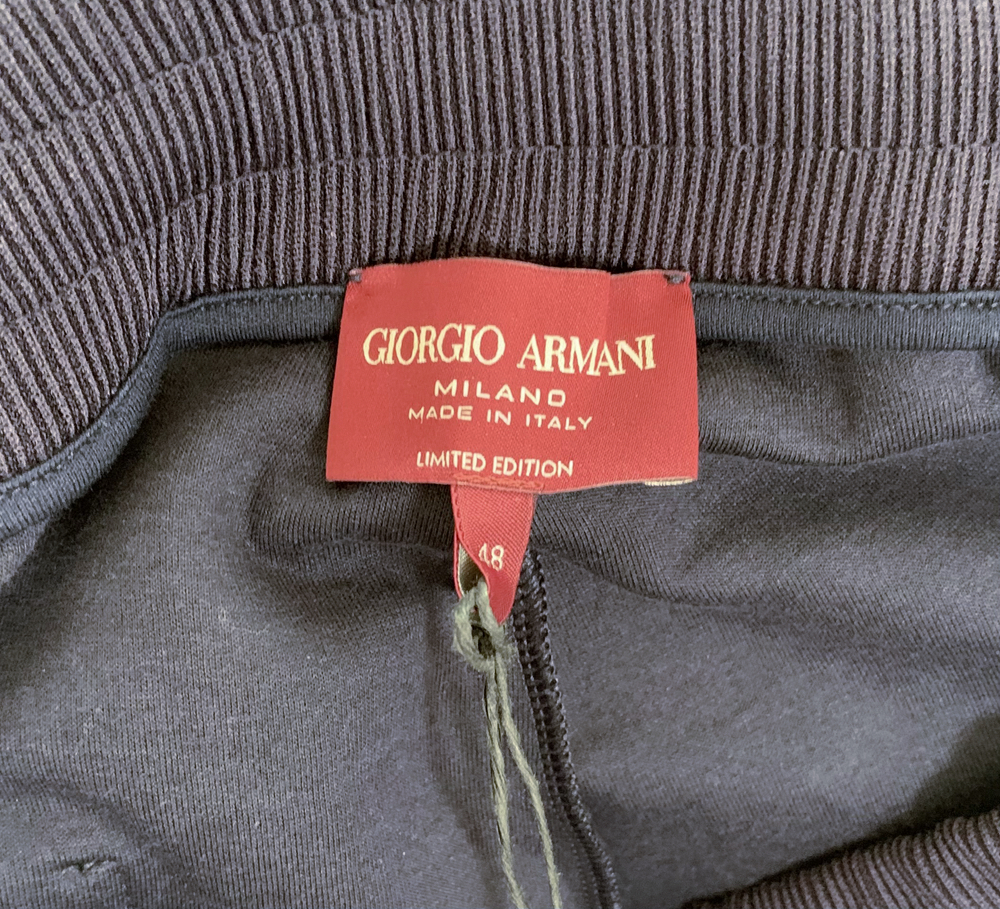 GIORGIO ARMANI
MILANO
MADE IN ITALY
LIMITED EDITION
48